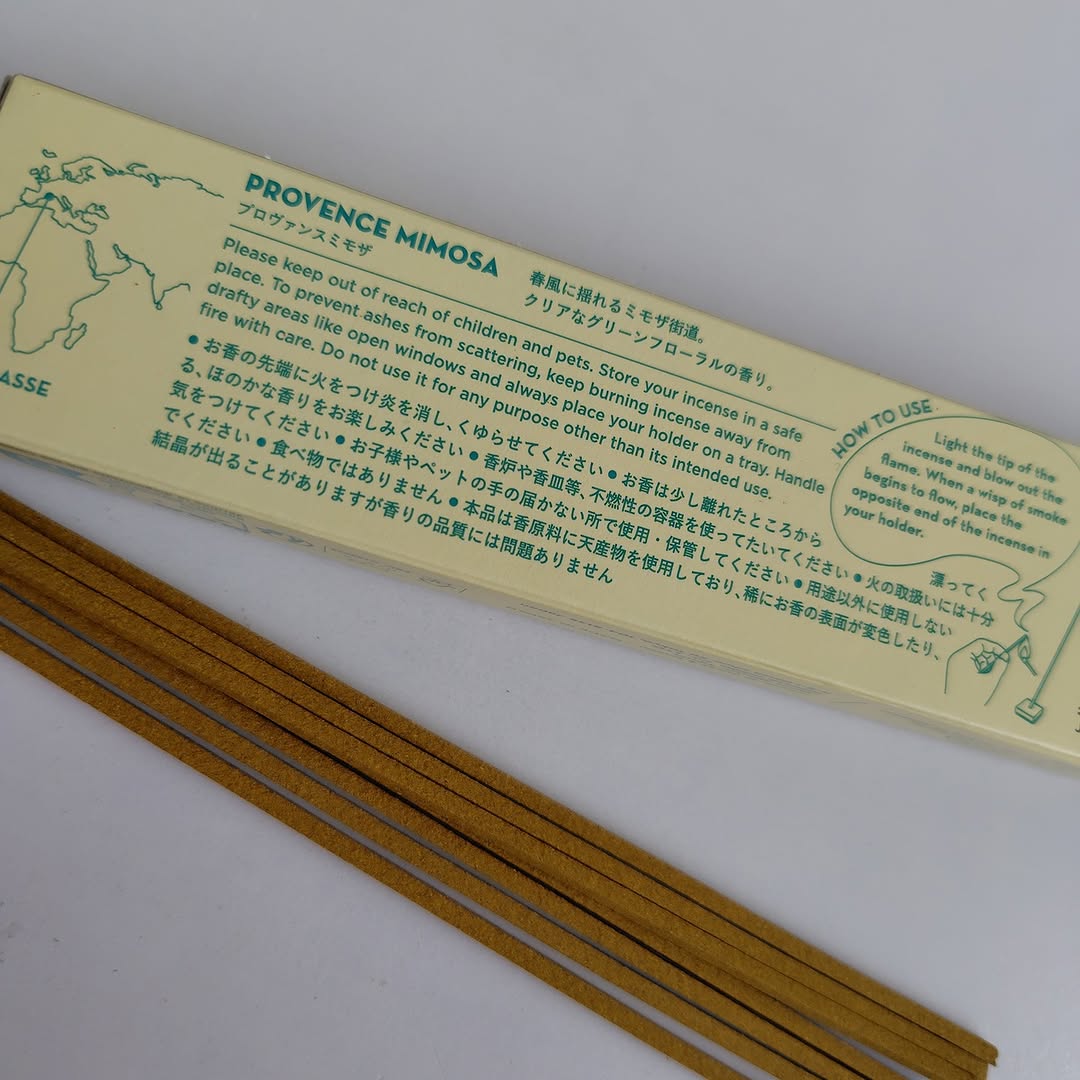 PROVENCE MIMOSA
プロヴァンスミモザ
春風に揺れるミモザ街道。
クリアなグリーンフローラルの香り。
Please keep out of reach of children and pets. Store your incense in a safe
place. To prevent ashes from scattering, keep burning incense away from
drafty areas like open windows and always place your holder on a tray. Handle
fire with care. Do not use it for any purpose other than its intended use.
●お香の先端に火をつけ炎を消し、くゆらせてください●お香は少し離れたところから漂ってく
る、ほのかな香りをお楽しみください●香炉や香皿等、不燃性の容器を使ってたいてください●火の取扱いには十分
気をつけてください●お子様やペットの手の届かない所で使用・保管してください●用途以外に使用しない
でください●食べ物ではありません●本品は香原料に天産物を使用しており、稀にお香の表面が変色したり、
結晶が出ることがありますが香りの品質には問題ありません
HOW TO USE
Light the tip of the
incense and blow out the
flame. When a wisp of smoke
begins to flow, place the
opposite end of the incense in
your holder.
ASSE